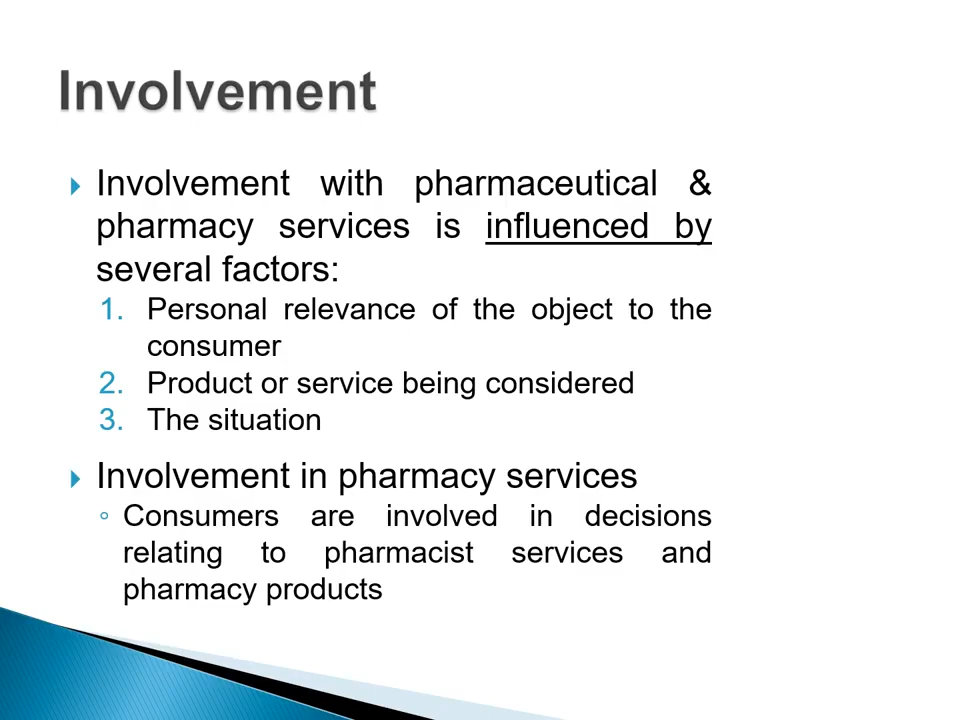 Involvement
Involvement with pharmaceutical &
pharmacy services is influenced by
several factors:
1. Personal relevance of the object to the
consumer
2. Product or service being considered
3. The situation
Involvement in pharmacy services
Consumers are involved in decisions
relating to pharmacist services and
pharmacy products